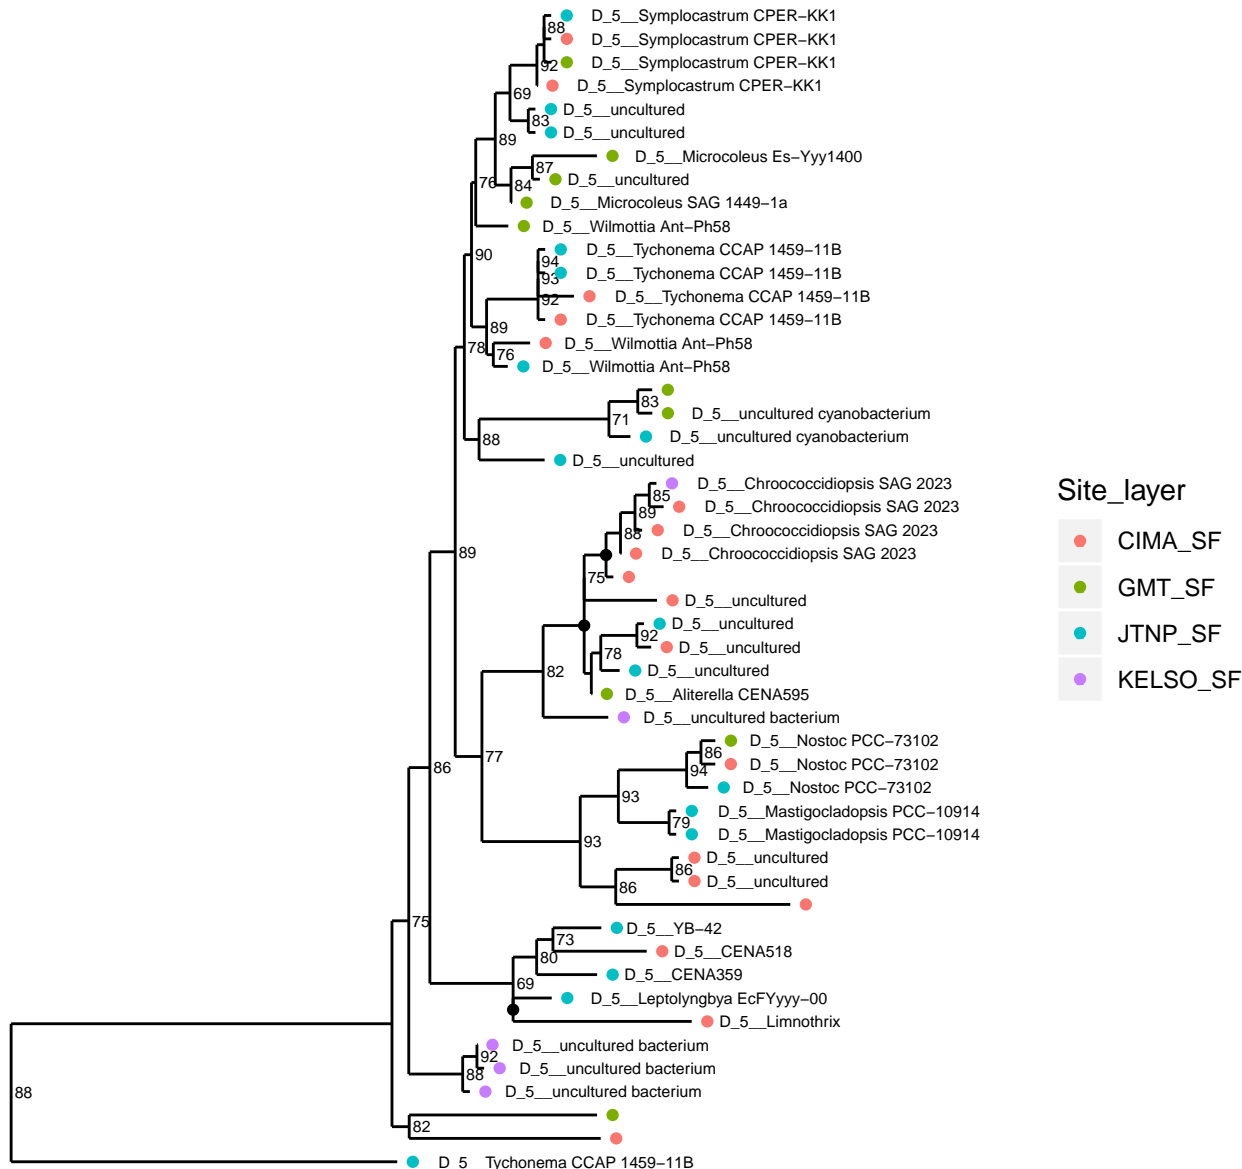 D_5__Symplocastrum CPER−KK1
88
D_5__Symplocastrum CPER−KK1
D_5__Symplocastrum CPER−KK1
92
D_5__Symplocastrum CPER−KK1
69
D_5__uncultured
83
D_5__uncultured
89
D_5__Microcoleus Es−Yyy1400
87
D_5__uncultured
76
84
D_5__Microcoleus SAG 1449−1a
D_5__Wilmottia Ant−Ph58
D_5__Tychonema CCAP 1459−11B
90
94
D_5__Tychonema CCAP 1459−11B
93
D_5__Tychonema CCAP 1459−11B
92
D_5__Tychonema CCAP 1459−11B
89
D_5__Wilmottia Ant−Ph58
78
76
D_5__Wilmottia Ant−Ph58
83
D_5__uncultured cyanobacterium
71
D_5__uncultured cyanobacterium
88
D_5__uncultured
D_5__Chroococcidiopsis SAG 2023
85
D_5__Chroococcidiopsis SAG 2023
89
D_5__Chroococcidiopsis SAG 2023
88
D_5__Chroococcidiopsis SAG 2023
89
75
D_5__uncultured
D_5__uncultured
92
D_5__uncultured
78
D_5__uncultured
82
D_5__Aliterella CENA595
D_5__uncultured bacterium
D_5__Nostoc PCC−73102
86
77
D_5__Nostoc PCC−73102
94
86
D_5__Nostoc PCC−73102
93
D_5__Mastigocladopsis PCC−10914
79
D_5__Mastigocladopsis PCC−10914
93
D_5__uncultured
86
D_5__uncultured
86
75
D_5__YB−42
73
D_5__CENA518
80
D_5__CENA359
69
D_5__Leptolyngbya EcFYyyy−00
D_5__Limnothrix
D_5__uncultured bacterium
92
D_5__uncultured bacterium
88
D_5__uncultured bacterium
88
82
D_5__Tychonema CCAP 1459−11B
Site_layer
CIMA_SF
GMT_SF
JTNP_SF
KELSO_SF